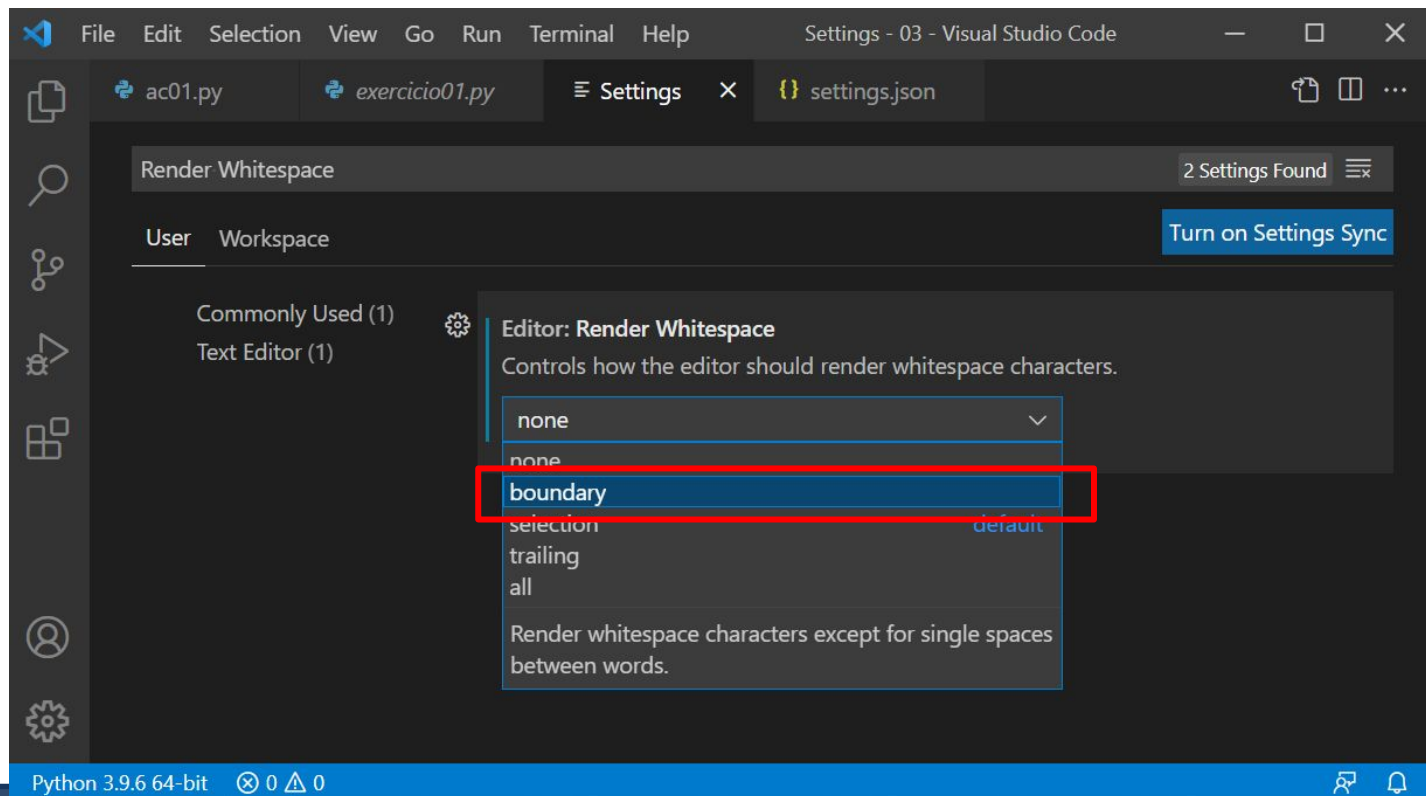 File Edit Selection View Go Run Terminal Help Settings - 03 - Visual Studio Code
ac01.py exercicio01.py Settings settings.json
Render Whitespace 2 Settings Found
User Workspace Turn on Settings Sync
Commonly Used (1)
Text Editor (1)
Editor: Render Whitespace
Controls how the editor should render whitespace characters.
none
none
boundary
selection default
trailing
all
Render whitespace characters except for single spaces
between words.
Python 3.9.6 64-bit 0 0